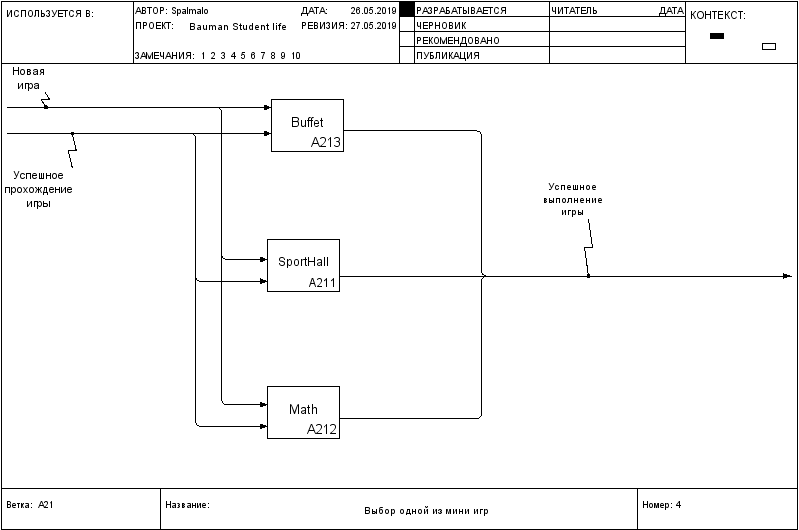 ИСПОЛЬЗУЕТСЯ В:
АВТОР: Spalmalo
ДАТА: 26.05.2019
ПРОЕКТ: Bauman Student life
РЕВИЗИЯ: 27.05.2019
ЗАМЕЧАНИЯ: 1 2 3 4 5 6 7 8 9 10
РАЗРАБАТЫВАЕТСЯ
ЧЕРНОВИК
РЕКОМЕНДОВАНО
ПУБЛИКАЦИЯ
ЧИТАТЕЛЬ
ДАТА
КОНТЕКСТ:
Новая
игра
Buffet
A213
Успешное
прохождение
игры
Успешное
выполнение
игры
SportHall
A211
Math
A212
Ветка: A21
Название:
Выбор одной из мини игр
Номер: 4